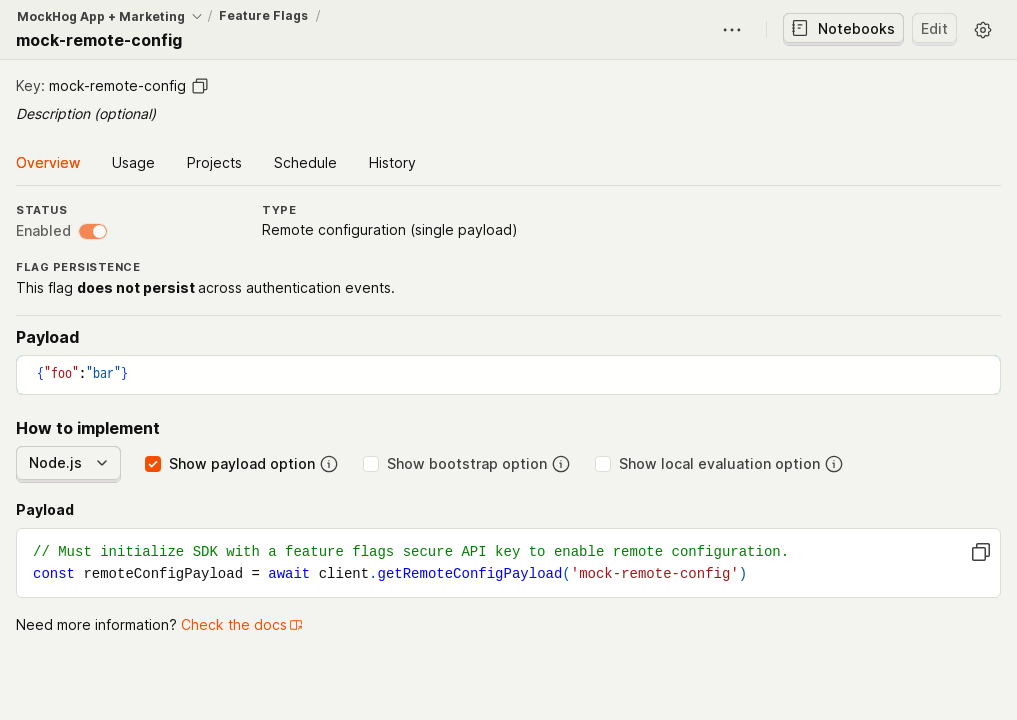 MockHog App + Marketing / Feature Flags /
mock-remote-config
Notebooks
Edit
Key: mock-remote-config
Description (optional)
Overview Usage Projects Schedule History
STATUS
Enabled
TYPE
Remote configuration (single payload)
FLAG PERSISTENCE
This flag does not persist across authentication events.
Payload
{"foo":"bar"}
How to implement
Node.js Show payload option Show bootstrap option Show local evaluation option
Payload
// Must initialize SDK with a feature flags secure API key to enable remote configuration.
const remoteConfigPayload = await client.getRemoteConfigPayload('mock-remote-config')
Need more information? Check the docs